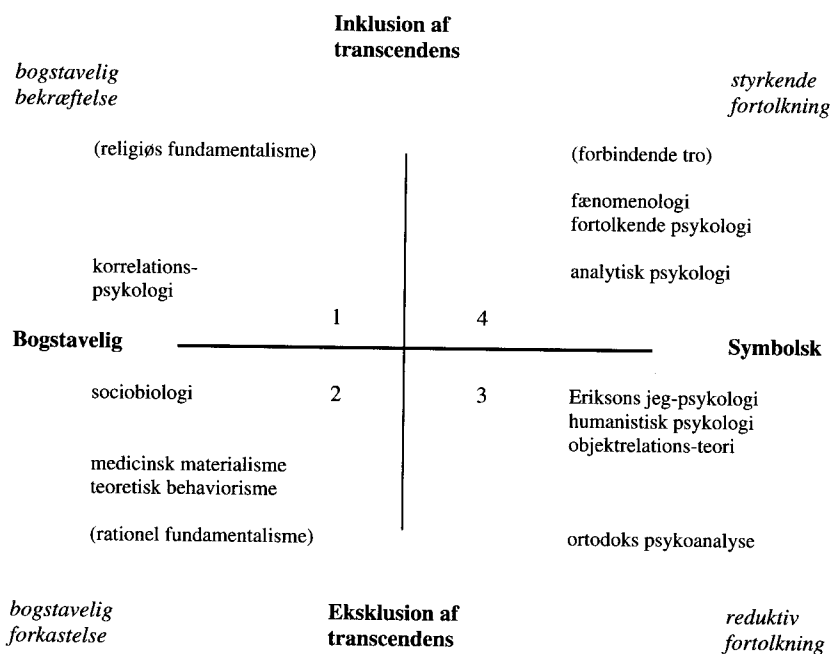 Inklusion af
transcendens
bogstavelig
bekræftelse
styrkende
fortolkning
(religiøs fundamentalisme)
(forbindende tro)
fænomenologi
fortolkende psykologi
korrelations-
psykologi
analytisk psykologi
1
4
Bogstavelig
Symbolsk
sociobiologi
2
3
Eriksons jeg-psykologi
humanistisk psykologi
objektrelations-teori
medicinsk materialisme
teoretisk behaviorisme
(rationel fundamentalisme)
ortodoks psykoanalyse
bogstavelig
forkastelse
Eksklusion af
transcendens
reduktiv
fortolkning